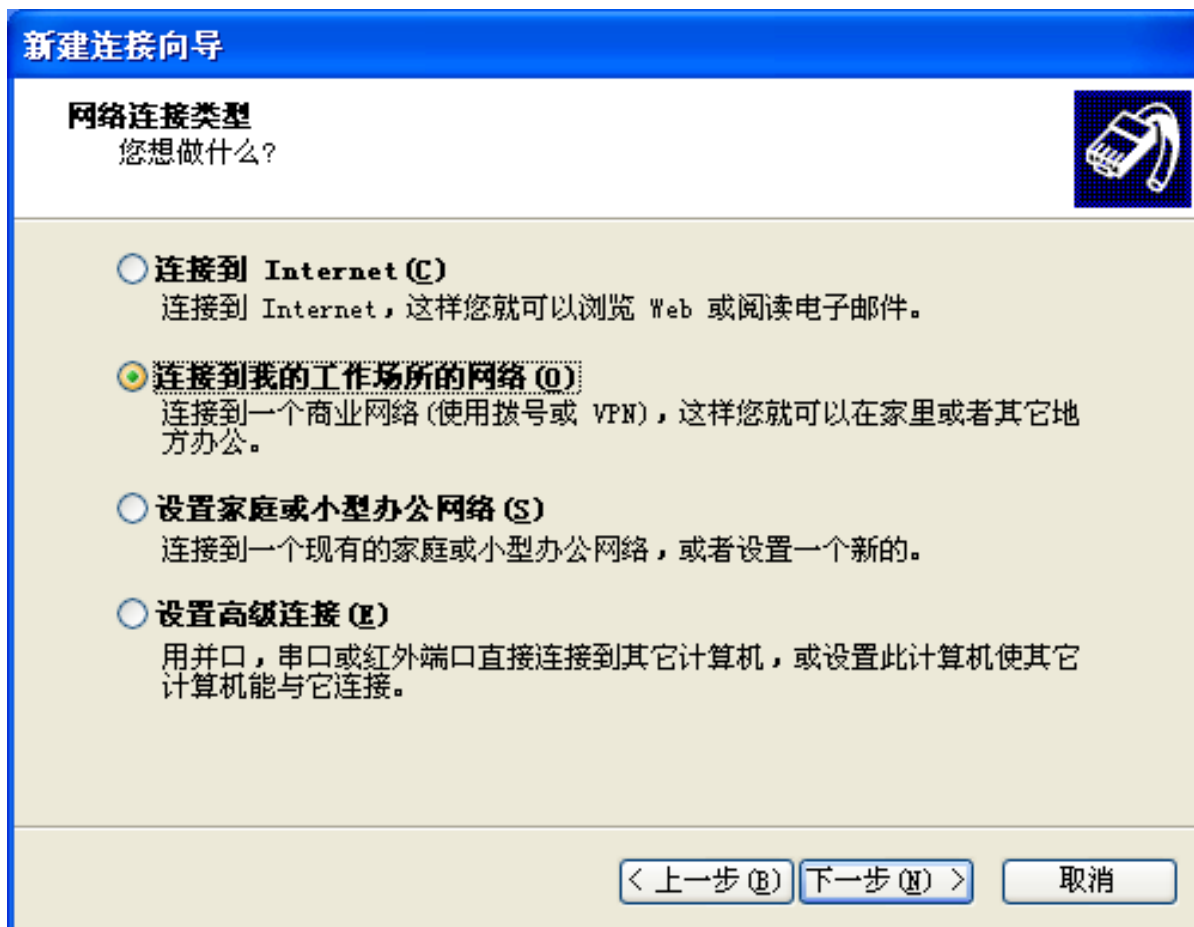 新建连接向导
网络连接类型
您想做什么?
连接到 Internet(C)
连接到 Internet，这样您就可以浏览 Web 或阅读电子邮件。
连接到我的工作场所的网络(O)
连接到一个商业网络(使用拨号或 VPN)，这样您就可以在家里或者其它地
方办公。
设置家庭或小型办公网络(S)
连接到一个现有的家庭或小型办公网络，或者设置一个新的。
设置高级连接(E)
用并口，串口或红外端口直接连接到其它计算机，或设置此计算机使其它
计算机能与它连接。
< 上一步(B) 下一步(N) > 取消